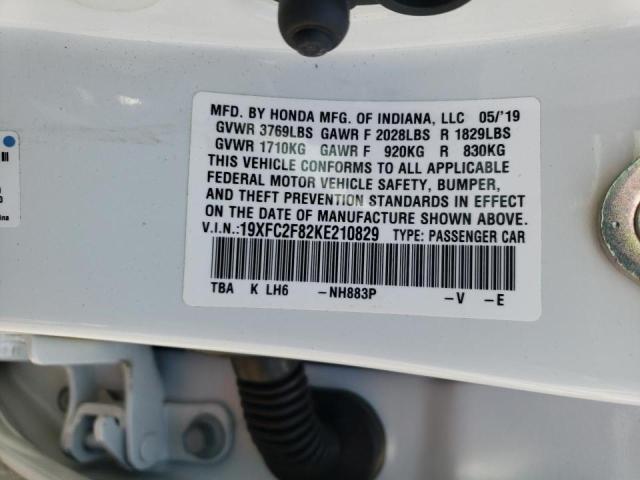 MFD. BY HONDA MFG. OF INDIANA, LLC 05/'19
GVWR 3769LBS GAWR F 2028LBS R 1829LBS
GVWR 1710KG GAWR F 920KG R 830KG
THIS VEHICLE CONFORMS TO ALL APPLICABLE
FEDERAL MOTOR VEHICLE SAFETY, BUMPER,
AND THEFT PREVENTION STANDARDS IN EFFECT
ON THE DATE OF MANUFACTURE SHOWN ABOVE.
V.I.N.:19XFC2F82KE210829 TYPE: PASSENGER CAR
TBA K LH6 -NH883P -V -E